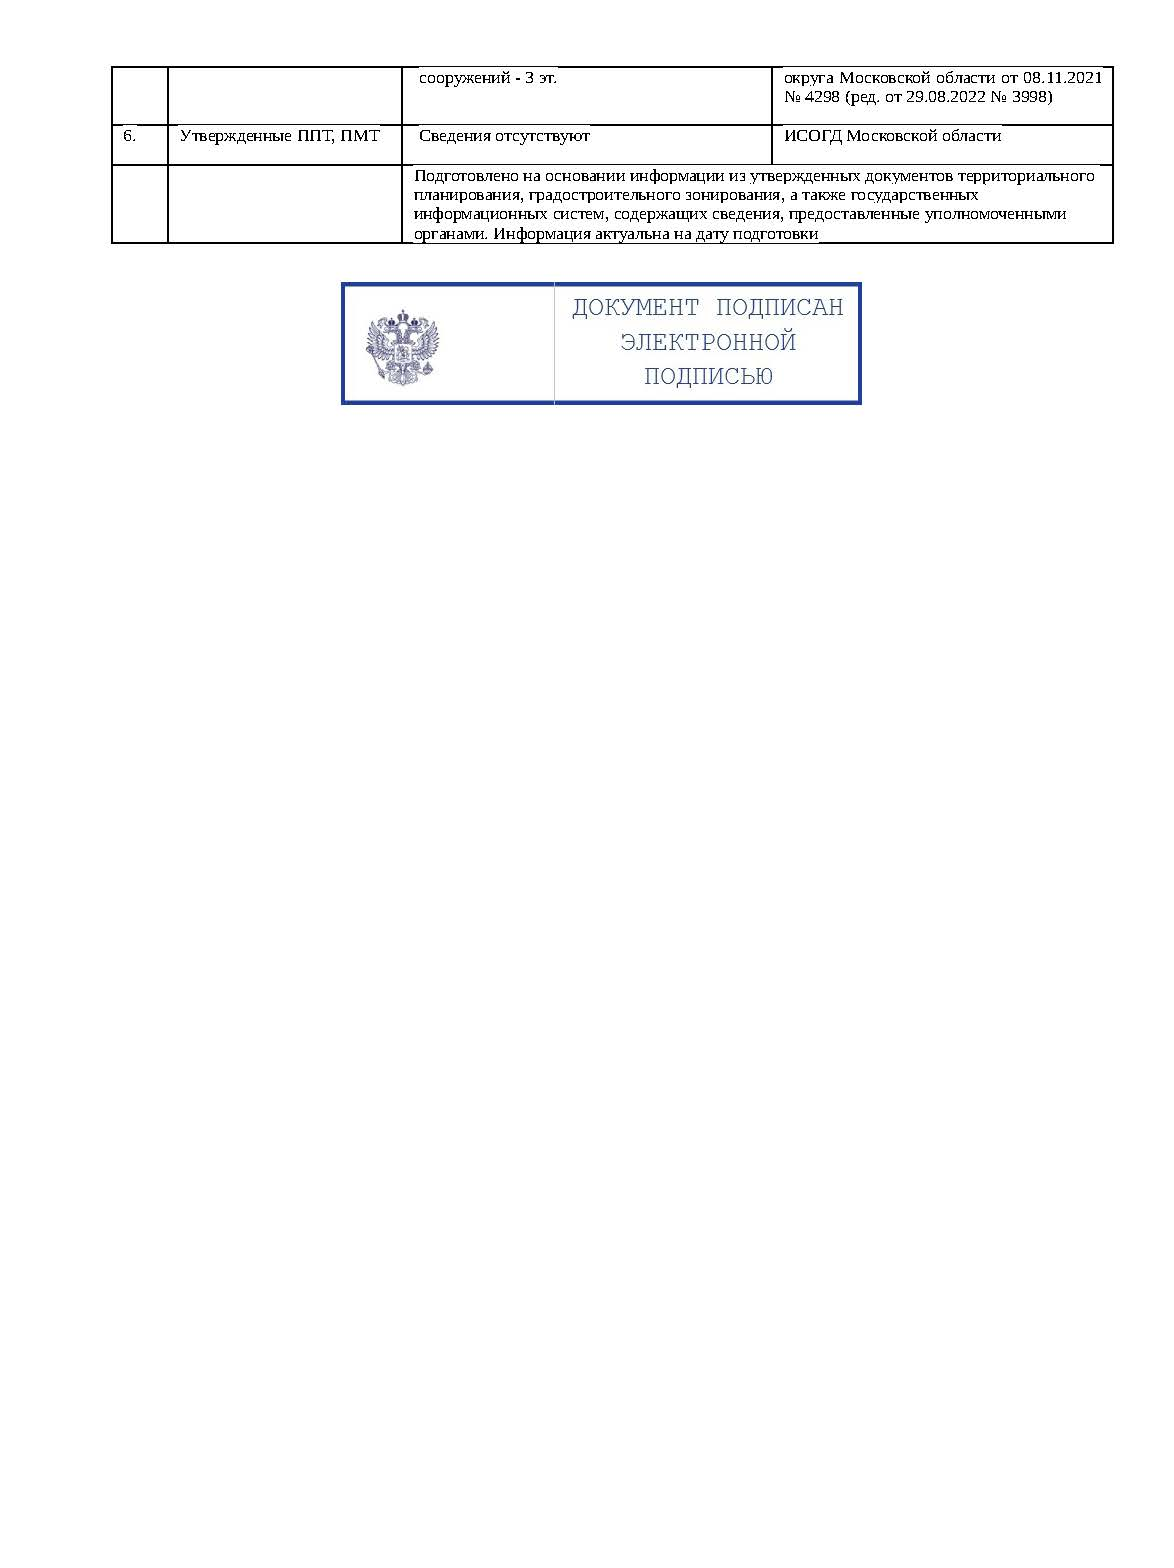 сооружений - 3 эт.
округа Московской области от 08.11.2021
№ 4298 (ред. от 29.08.2022 № 3998)
6.
Утвержденные ППТ, ПМТ
Сведения отсутствуют
ИСОГД Московской области
Подготовлено на основании информации из утвержденных документов территориального
планирования, градостроительного зонирования, а также государственных
информационных систем, содержащих сведения, предоставленные уполномоченными
органами. Информация актуальна на дату подготовки
ДОКУМЕНТ ПОДПИСАН
ЭЛЕКТРОННОЙ
ПОДПИСЬЮ